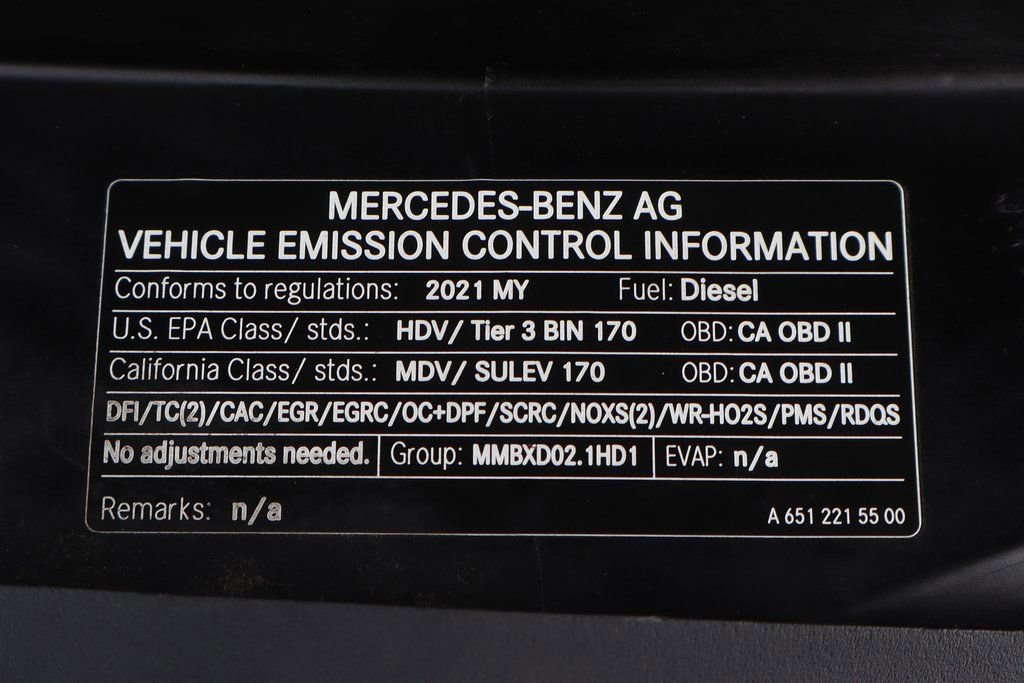 MERCEDES-BENZ AG
VEHICLE EMISSION CONTROL INFORMATION
Conforms to regulations: 2021 MY Fuel: Diesel
U.S. EPA Class/ stds.: HDV/ Tier 3 BIN 170 OBD: CA OBD II
California Class/ stds.: MDV/ SULEV 170 OBD: CA OBD II
DFI/TC(2)/CAC/EGR/EGRC/OC+DPF/SCRC/NOXS(2)/WR-HO2S/PMS/RDQS
No adjustments needed. Group: MMBXD02.1HD1 EVAP: n/a
Remarks: n/a A 651 221 55 00